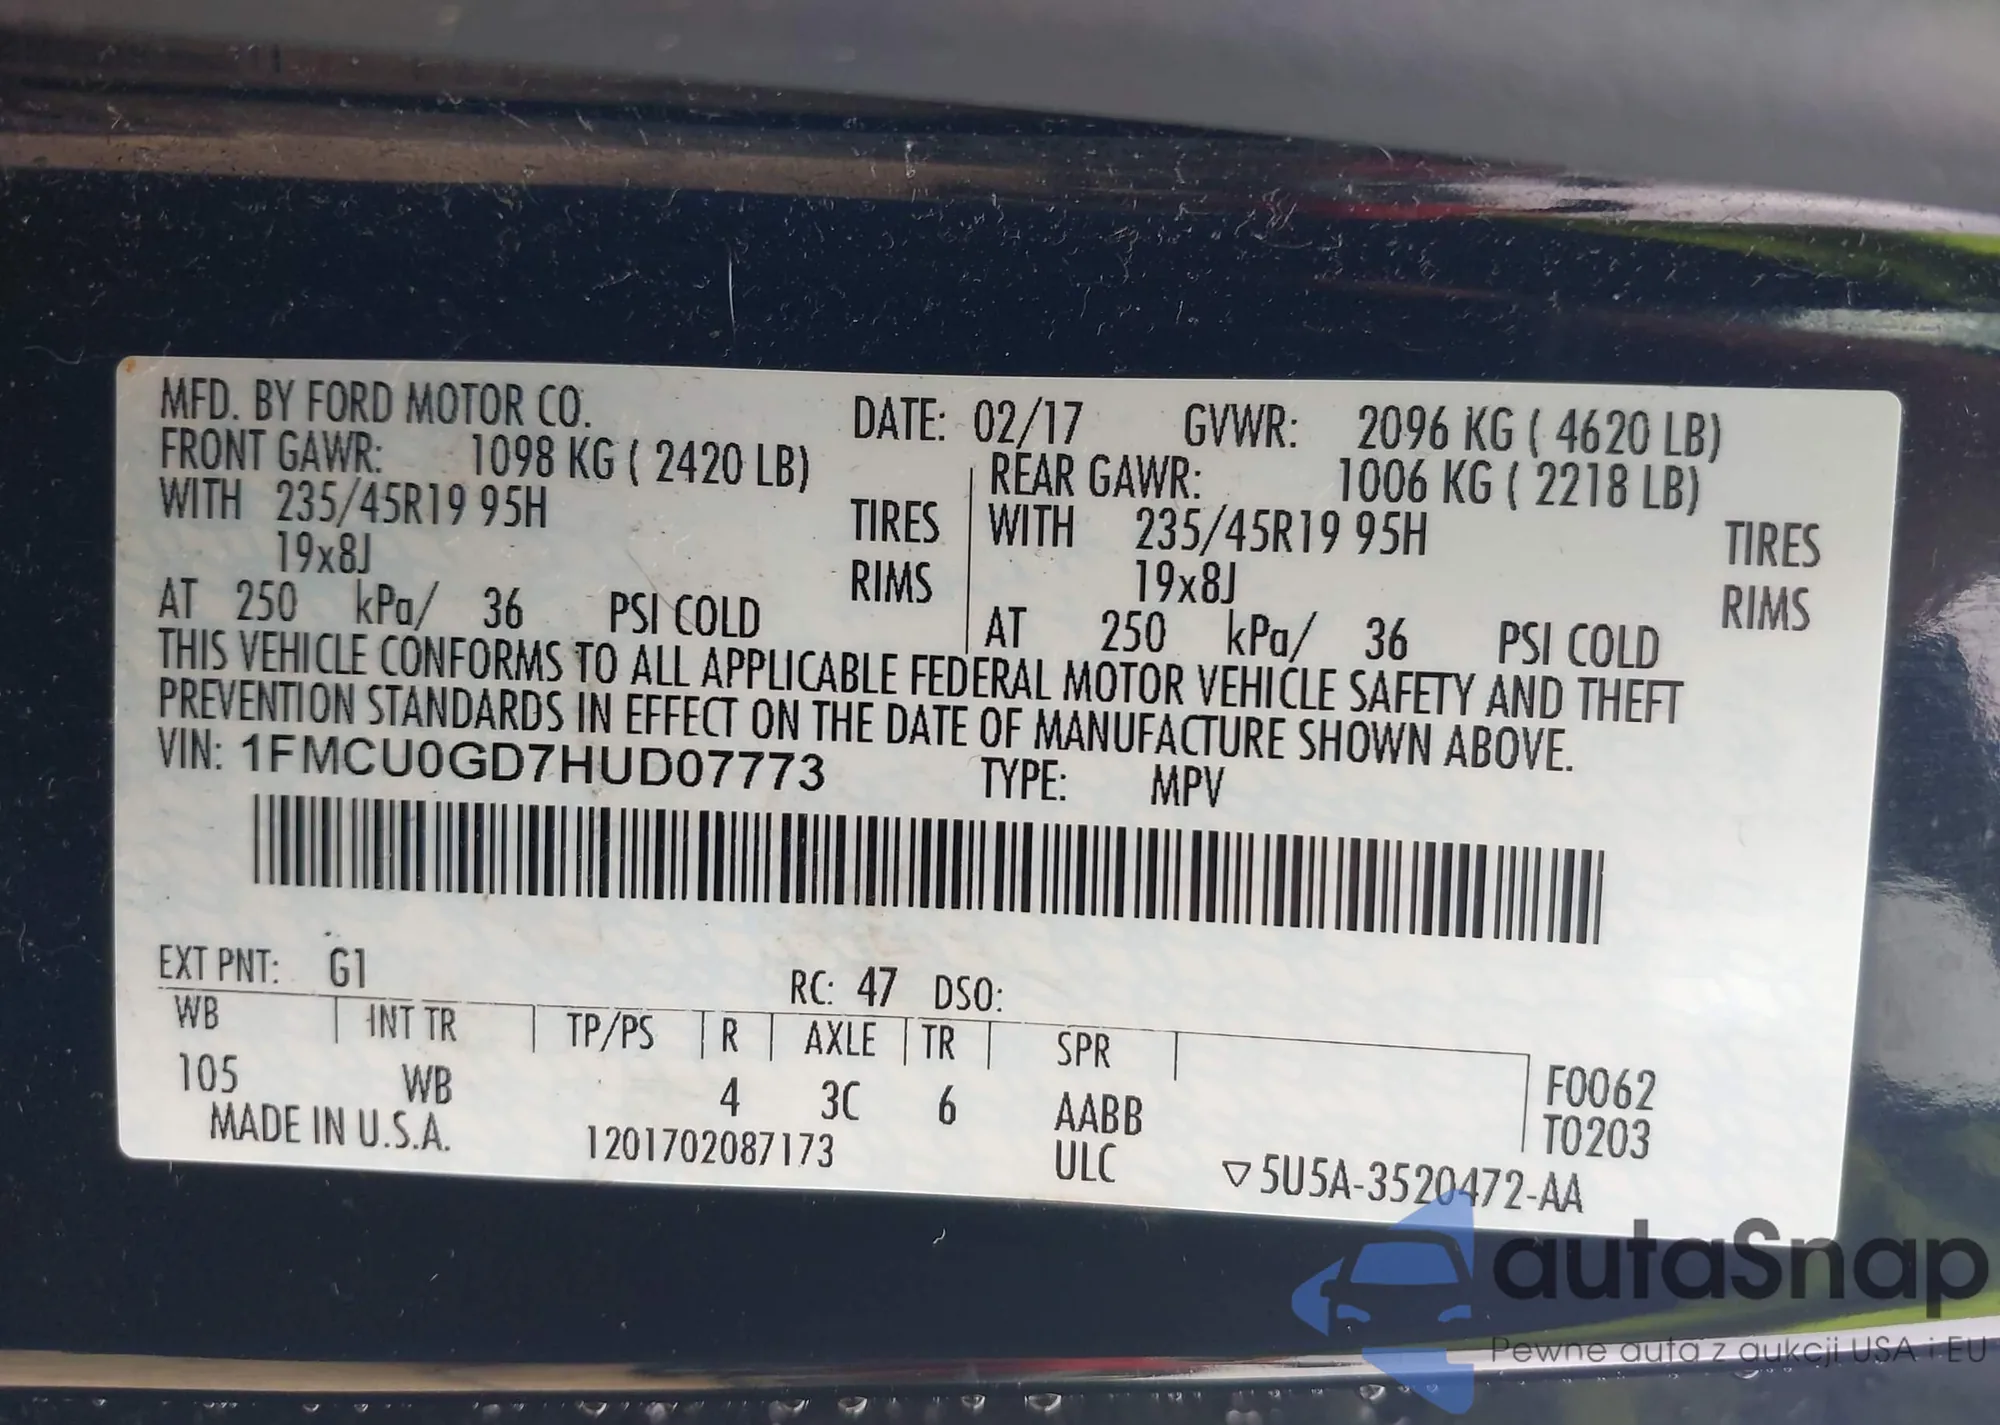 MFD. BY FORD MOTOR CO. DATE: 02/17 GVWR: 2096 KG ( 4620 LB)
FRONT GAWR: 1098 KG ( 2420 LB) REAR GAWR: 1006 KG ( 2218 LB)
WITH 235/45R19 95H TIRES WITH 235/45R19 95H TIRES
19x8J RIMS 19x8J RIMS
AT 250 kPa/ 36 PSI COLD AT 250 kPa/ 36 PSI COLD
THIS VEHICLE CONFORMS TO ALL APPLICABLE FEDERAL MOTOR VEHICLE SAFETY AND THEFT
PREVENTION STANDARDS IN EFFECT ON THE DATE OF MANUFACTURE SHOWN ABOVE.
VIN: 1FMCU0GD7HUD07773 TYPE: MPV
EXT PNT: G1 RC: 47 DSO:
WB INT TR TP/PS R AXLE TR SPR
105 WB 4 3C 6 AABB F0062
MADE IN U.S.A. 1201702087173 ULC T0203
▽5U5A-3520472-AA
autaSnap
Pewne auta z aukcji USA i EU